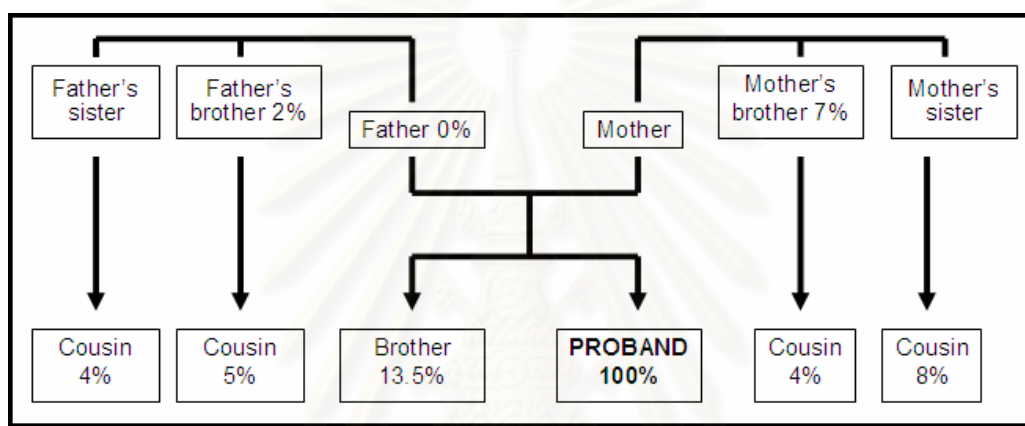 Father's
sister
Father's
brother 2%
Father 0%
Mother
Mother's
brother 7%
Mother's
sister
Cousin
4%
Cousin
5%
Brother
13.5%
PROBAND
100%
Cousin
4%
Cousin
8%